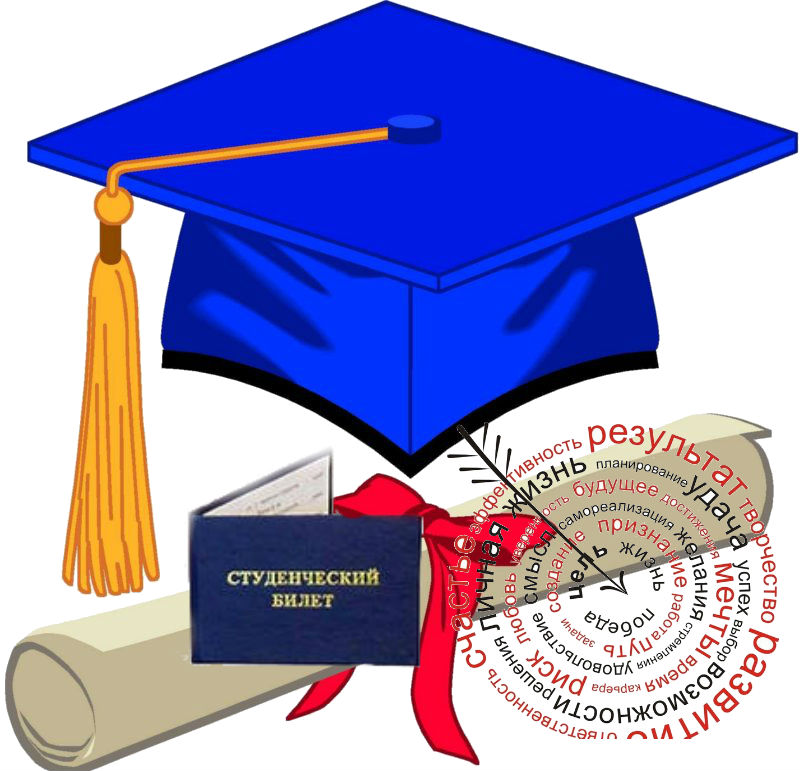 СТУДЕНЧЕСКИЙ
БИЛЕТ
эффективность результат творчество развитие
ответственность счастье
Личная жизнь планирование удача
успех выбор
возможности решения
уверенность будущее достижения
мечты время карьера риск любовь
смысл самореализация желания
стремления удовольствие
создание признание
работа путь задачи
цель жизнь
победа